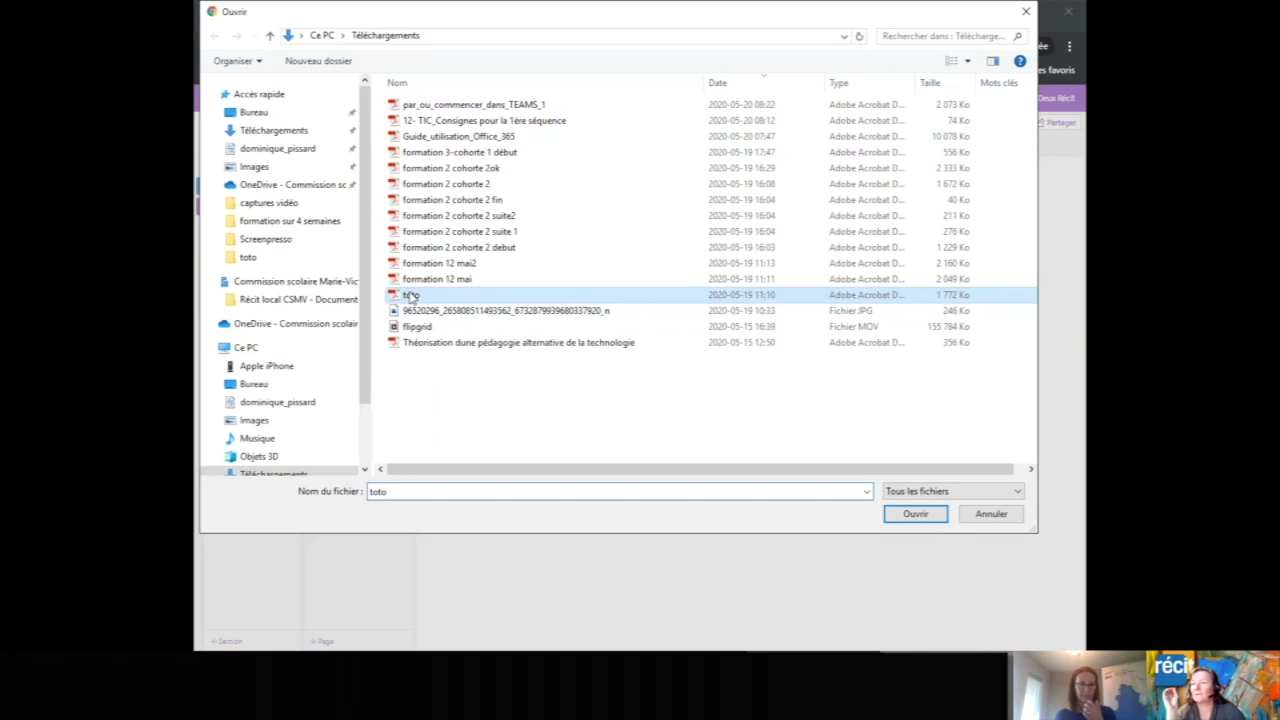 Ouvrir
Ce PC > Téléchargements
Rechercher dans : Télécharge...
Organiser
Nouveau dossier
ée
es favoris
Deux Récit
Partager
Nom Date Type Taille Mots clés
Accès rapide
Bureau
Téléchargements
dominique_pissard
Images
OneDrive - Commission sc
captures vidéo
formation sur 4 semaines
Screenpresso
toto
Commission scolaire Marie-Vic
Récit local CSMV - Document
OneDrive - Commission scolair
Ce PC
Apple iPhone
Bureau
dominique_pissard
Images
Musique
Objets 3D
Téléchargements
par_ou_commencer_dans_TEAMS_1 2020-05-20 08:22 Adobe Acrobat D... 2 073 Ko
12- TIC_Consignes pour la 1ère séquence 2020-05-20 08:12 Adobe Acrobat D... 74 Ko
Guide_utilisation_Office_365 2020-05-20 07:47 Adobe Acrobat D... 10 078 Ko
formation 3-cohorte 1 début 2020-05-19 17:47 Adobe Acrobat D... 556 Ko
formation 2 cohorte 2ok 2020-05-19 16:29 Adobe Acrobat D... 2 333 Ko
formation 2 cohorte 2 2020-05-19 16:08 Adobe Acrobat D... 1 672 Ko
formation 2 cohorte 2 fin 2020-05-19 16:04 Adobe Acrobat D... 40 Ko
formation 2 cohorte 2 suite2 2020-05-19 16:04 Adobe Acrobat D... 211 Ko
formation 2 cohorte 2 suite 1 2020-05-19 16:04 Adobe Acrobat D... 276 Ko
formation 2 cohorte 2 debut 2020-05-19 16:03 Adobe Acrobat D... 1 229 Ko
formation 12 mai2 2020-05-19 11:13 Adobe Acrobat D... 2 160 Ko
formation 12 mai 2020-05-19 11:11 Adobe Acrobat D... 2 049 Ko
toto 2020-05-19 11:10 Adobe Acrobat D... 1 772 Ko
96520296_265808511493562_6732879939680337920_n 2020-05-19 10:33 Fichier JPG 246 Ko
flipgrid 2020-05-15 16:39 Fichier MOV 155 784 Ko
Théorisation dune pédagogie alternative de la technologie 2020-05-15 12:50 Adobe Acrobat D... 356 Ko
Nom du fichier : toto
Tous les fichiers
Ouvrir
Annuler
+ Section
+ Page
récit